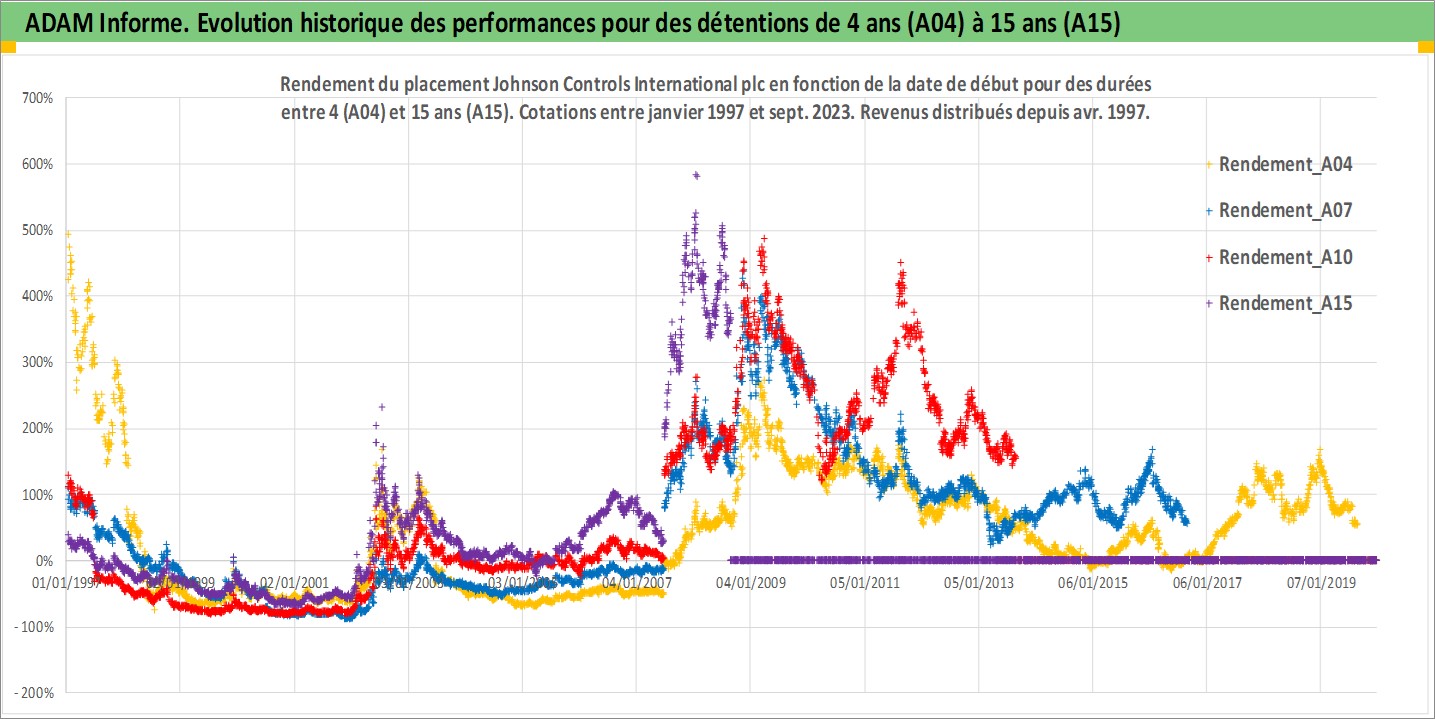 ADAM Informe. Evolution historique des performances pour des détentions de 4 ans (A04) à 15 ans (A15)
Rendement du placement Johnson Controls International plc en fonction de la date de début pour des durées
entre 4 (A04) et 15 ans (A15). Cotations entre janvier 1997 et sept. 2023. Revenus distribués depuis avr. 1997.
700%
600%
500%
400%
300%
200%
100%
0%
-100%
-200%
01/01/1997
02/01/2001
04/01/2007
04/01/2009
05/01/2011
05/01/2013
06/01/2015
06/01/2017
07/01/2019
Rendement_A04
Rendement_A07
Rendement_A10
Rendement_A15